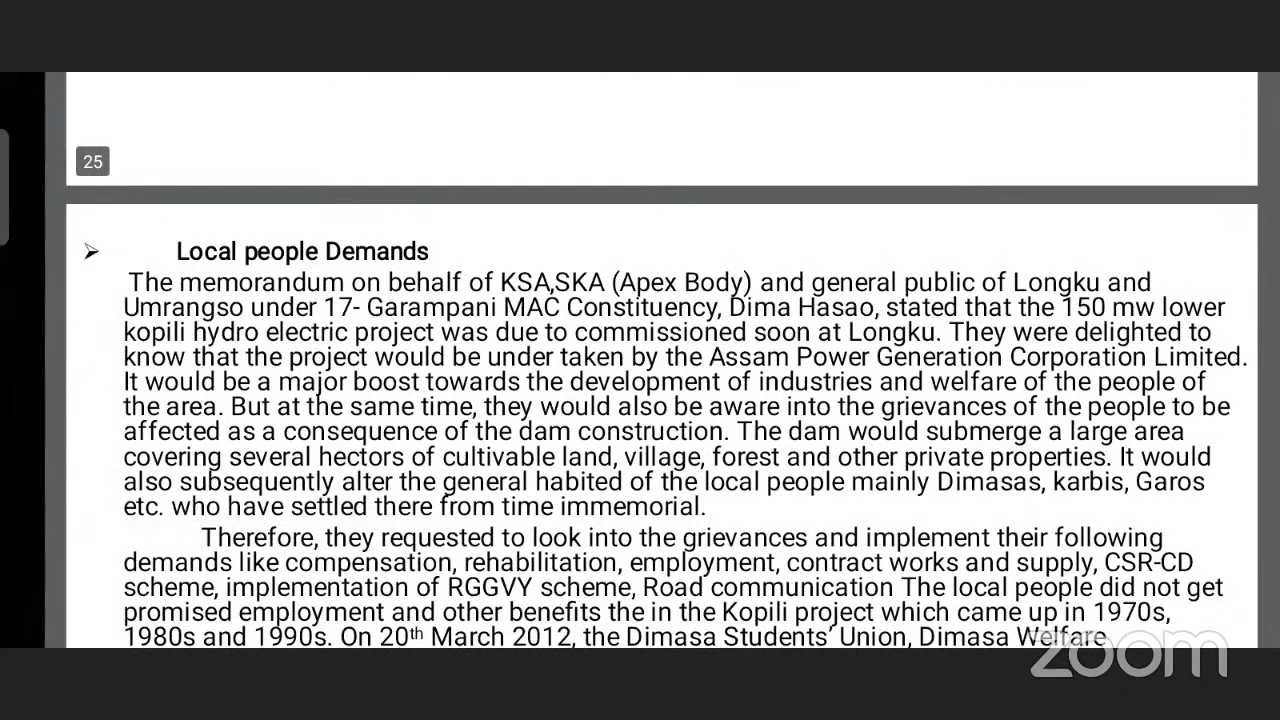 25
➢ Local people Demands
The memorandum on behalf of KSA,SKA (Apex Body) and general public of Longku and
Umrangso under 17- Garampani MAC Constituency, Dima Hasao, stated that the 150 mw lower
kopili hydro electric project was due to commissioned soon at Longku. They were delighted to
know that the project would be under taken by the Assam Power Generation Corporation Limited.
It would be a major boost towards the development of industries and welfare of the people of
the area. But at the same time, they would also be aware into the grievances of the people to be
affected as a consequence of the dam construction. The dam would submerge a large area
covering several hectors of cultivable land, village, forest and other private properties. It would
also subsequently alter the general habited of the local people mainly Dimasas, karbis, Garos
etc. who have settled there from time immemorial.
Therefore, they requested to look into the grievances and implement their following
demands like compensation, rehabilitation, employment, contract works and supply, CSR-CD
scheme, implementation of RGGVY scheme, Road communication The local people did not get
promised employment and other benefits the in the Kopili project which came up in 1970s,
1980s and 1990s. On 20th March 2012, the Dimasa Students’ Union, Dimasa Welfare
zoom